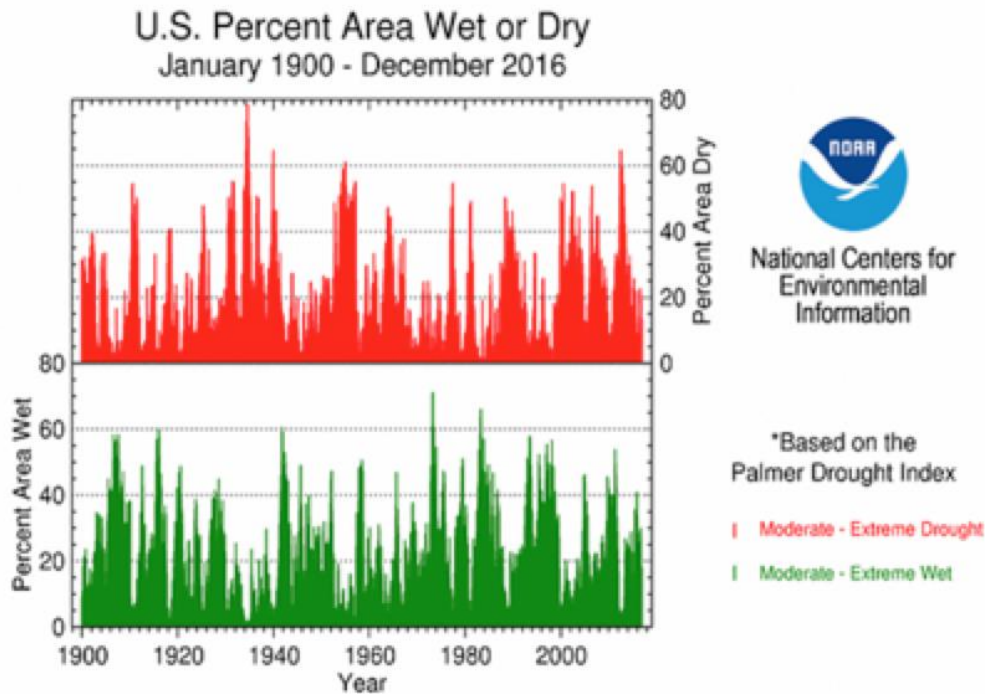 U.S. Percent Area Wet or Dry
January 1900 - December 2016
80
60
40
20
0
Percent Area Dry
80
60
40
20
0
Percent Area Wet
1900 1920 1940 1960 1980 2000
Year
NOAA
National Centers for
Environmental
Information
*Based on the
Palmer Drought Index
Moderate - Extreme Drought
Moderate - Extreme Wet